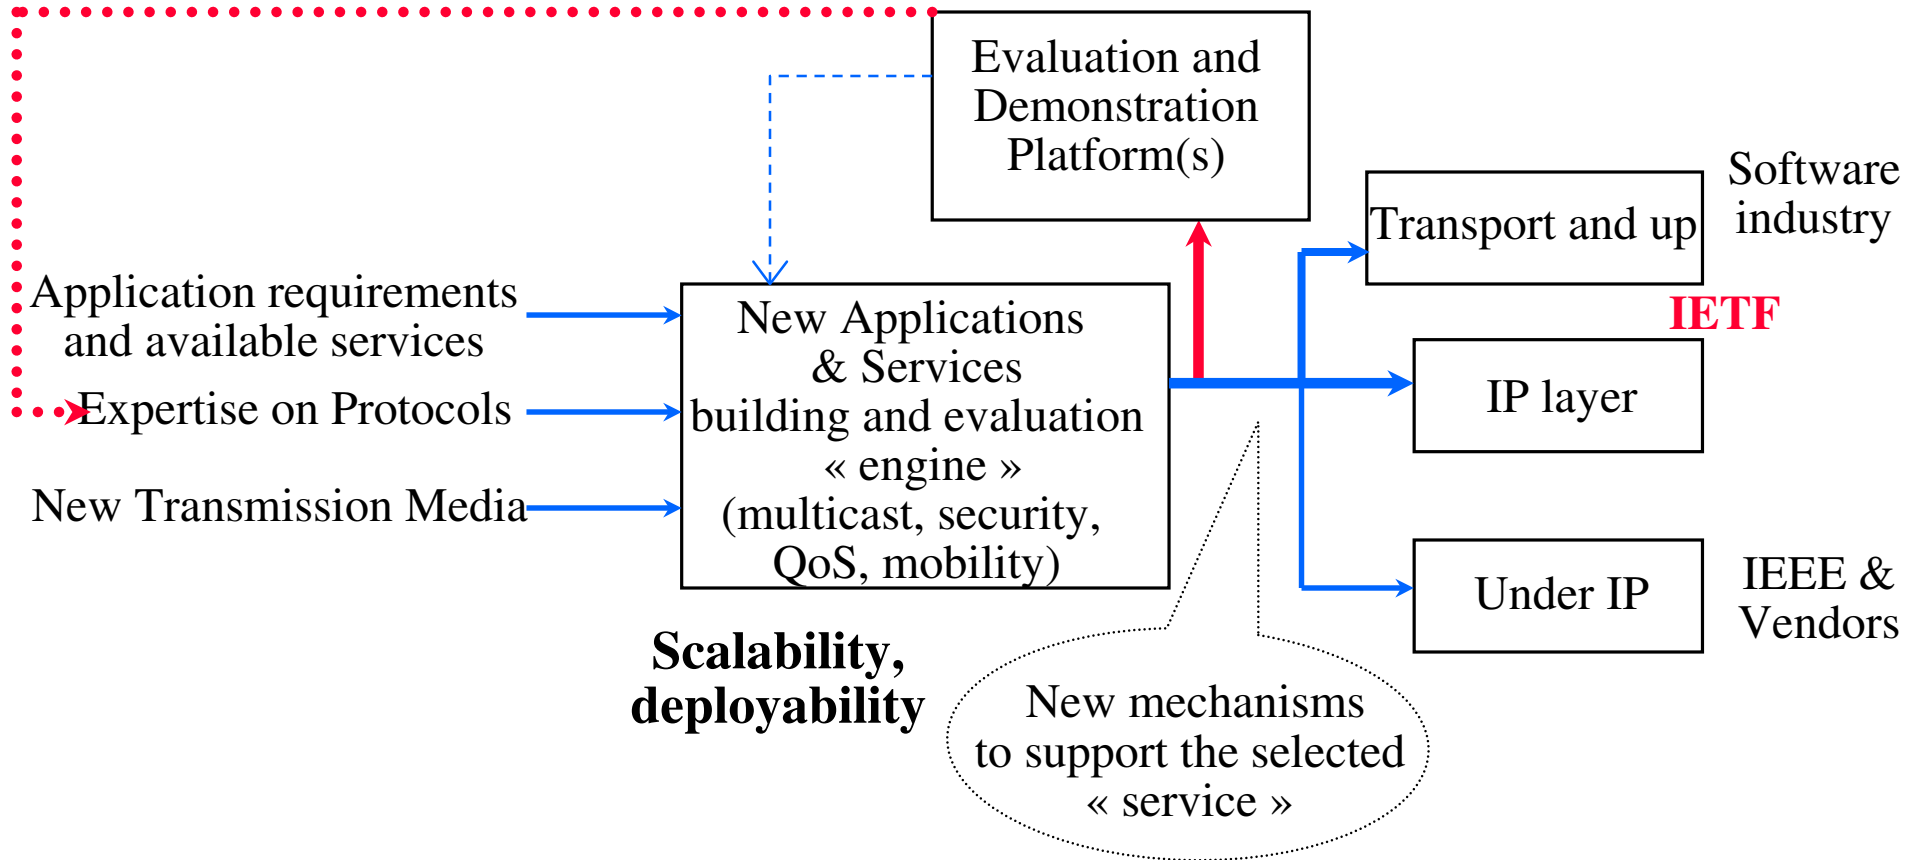 Evaluation and
Demonstration
Platform(s)
Software
industry
Transport and up
Application requirements
and available services
Expertise on Protocols
New Transmission Media
New Applications
& Services
building and evaluation
« engine »
(multicast, security,
QoS, mobility)
IETF
IP layer
Under IP
IEEE &
Vendors
Scalability,
deployability
New mechanisms
to support the selected
« service »